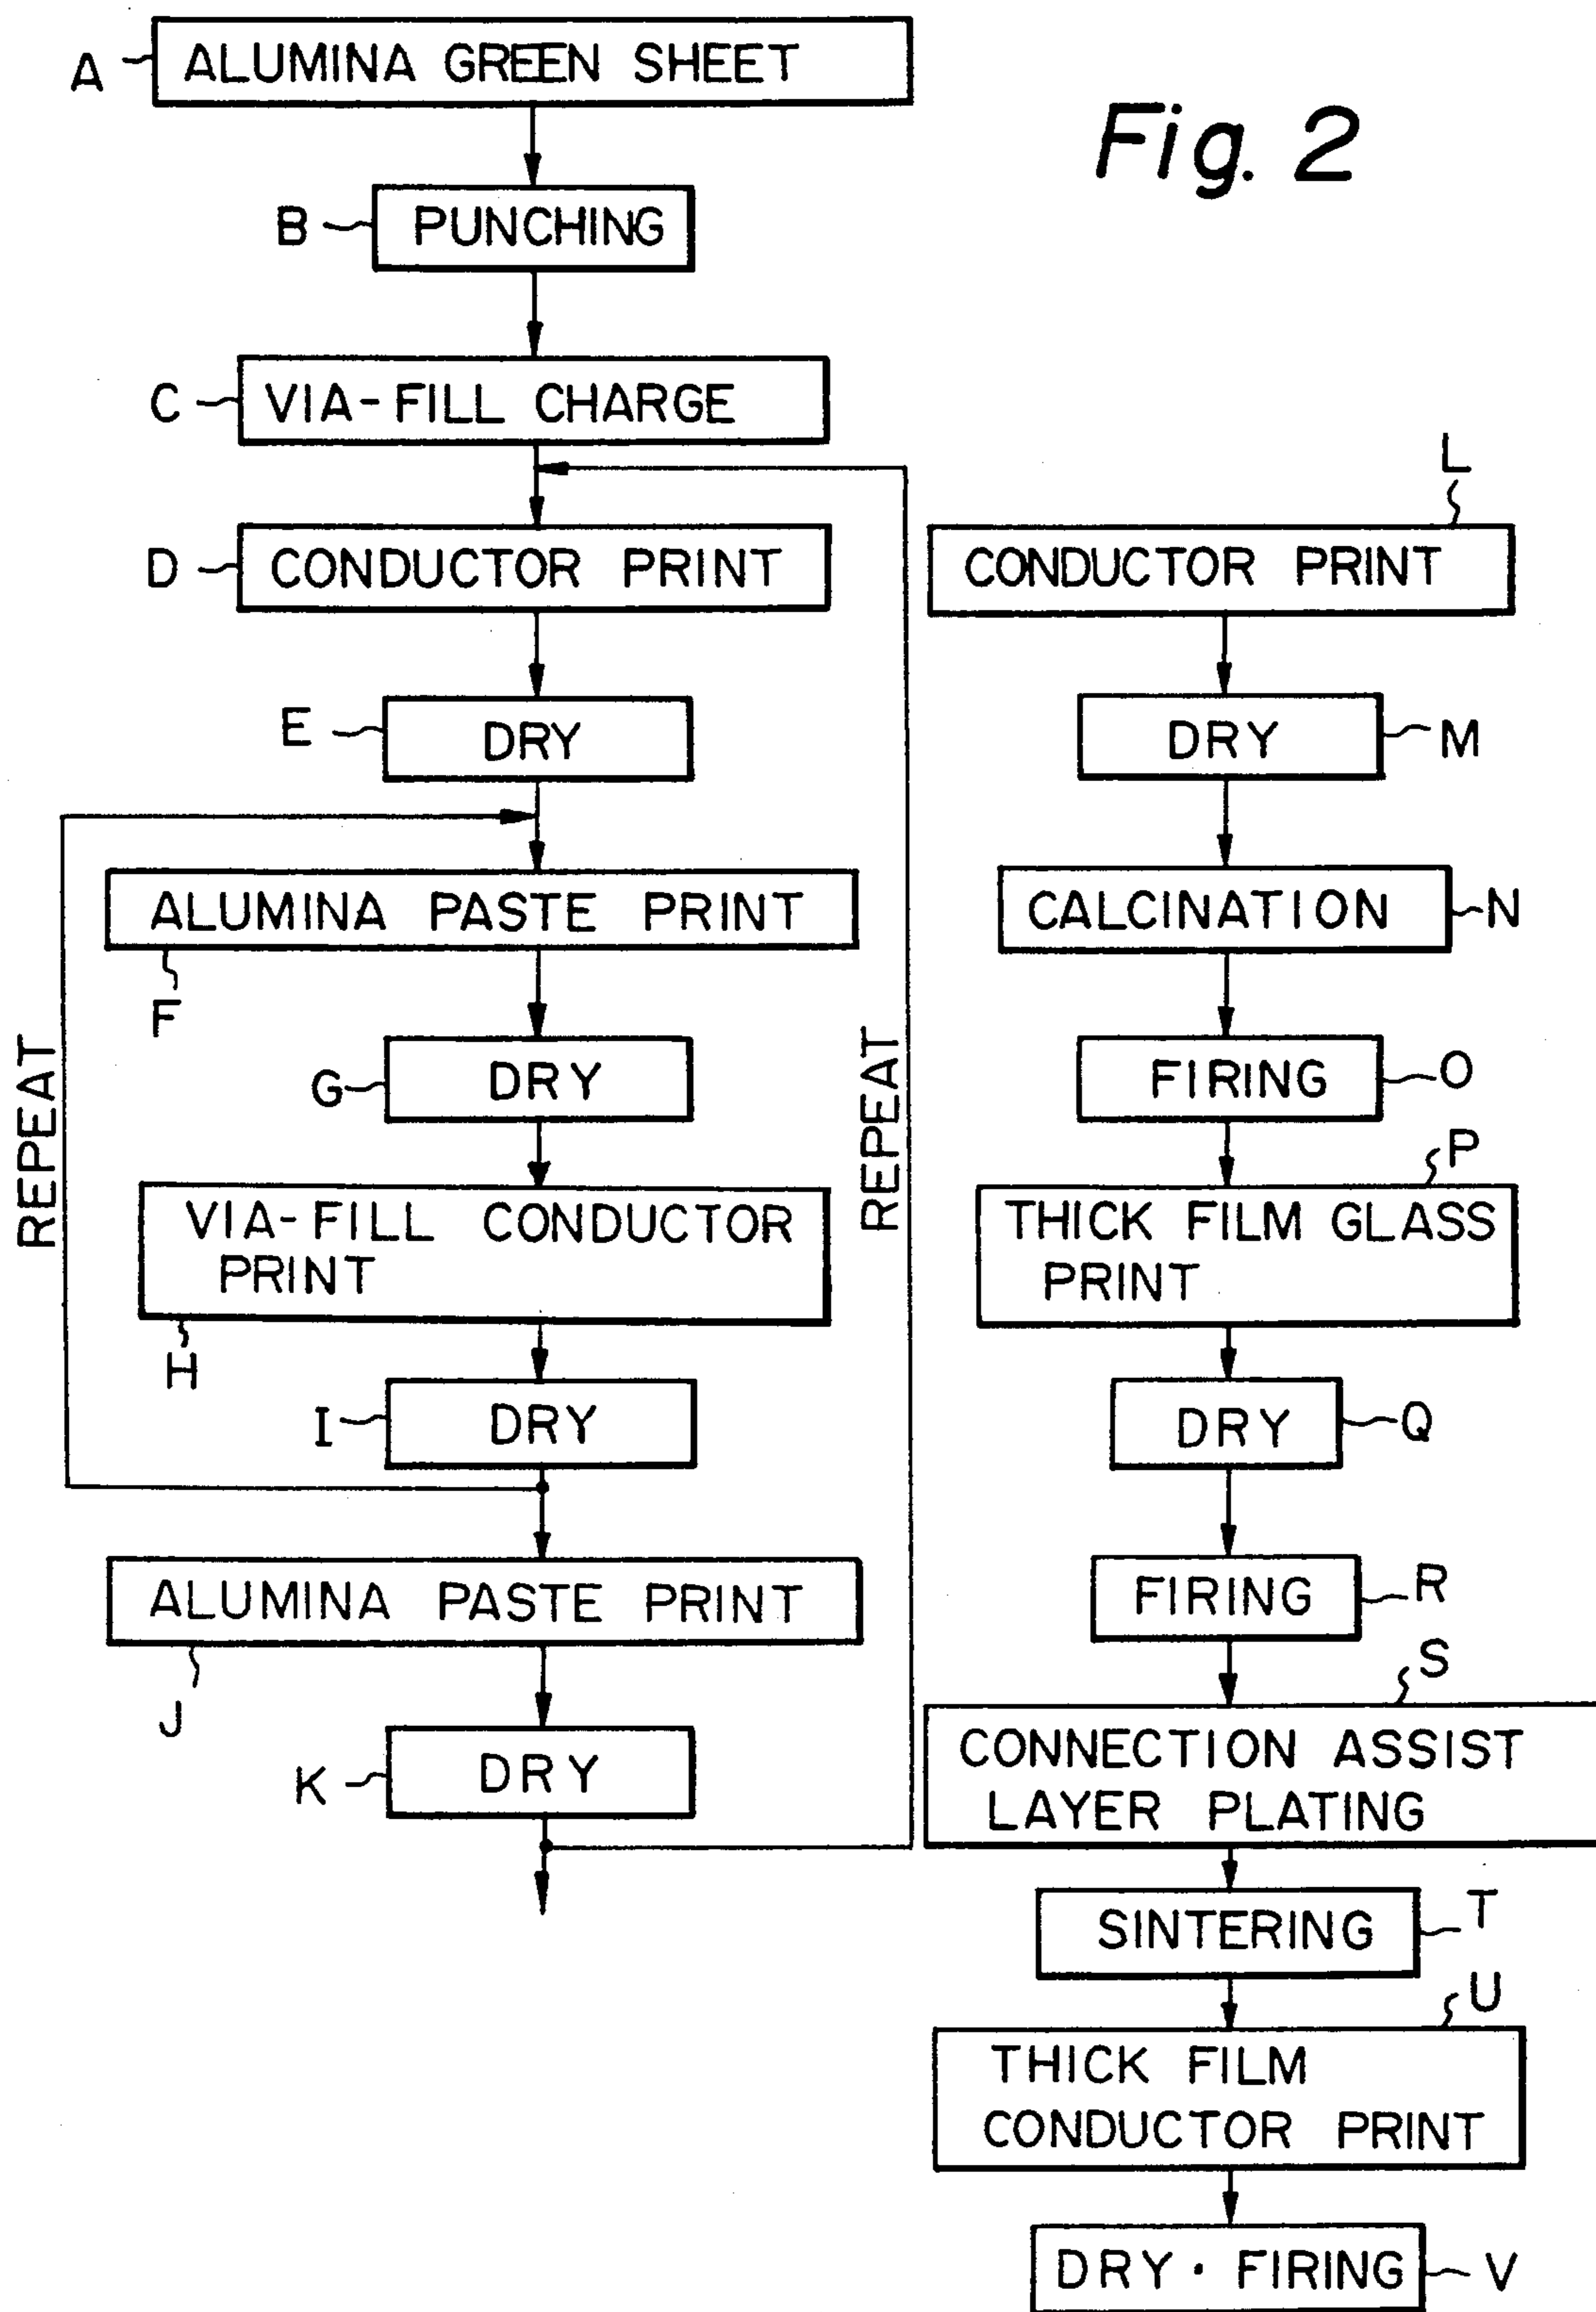 Fig. 2
A
ALUMINA GREEN SHEET
B
PUNCHING
C
VIA-FILL CHARGE
D
CONDUCTOR PRINT
E
DRY
REPEAT
ALUMINA PASTE PRINT
F
G
DRY
VIA-FILL CONDUCTOR
PRINT
H
I
DRY
ALUMINA PASTE PRINT
J
K
DRY
REPEAT
L
CONDUCTOR PRINT
DRY
M
CALCINATION
N
FIRING
O
P
THICK FILM GLASS
PRINT
DRY
Q
FIRING
R
S
CONNECTION ASSIST
LAYER PLATING
SINTERING
T
U
THICK FILM
CONDUCTOR PRINT
DRY · FIRING
V